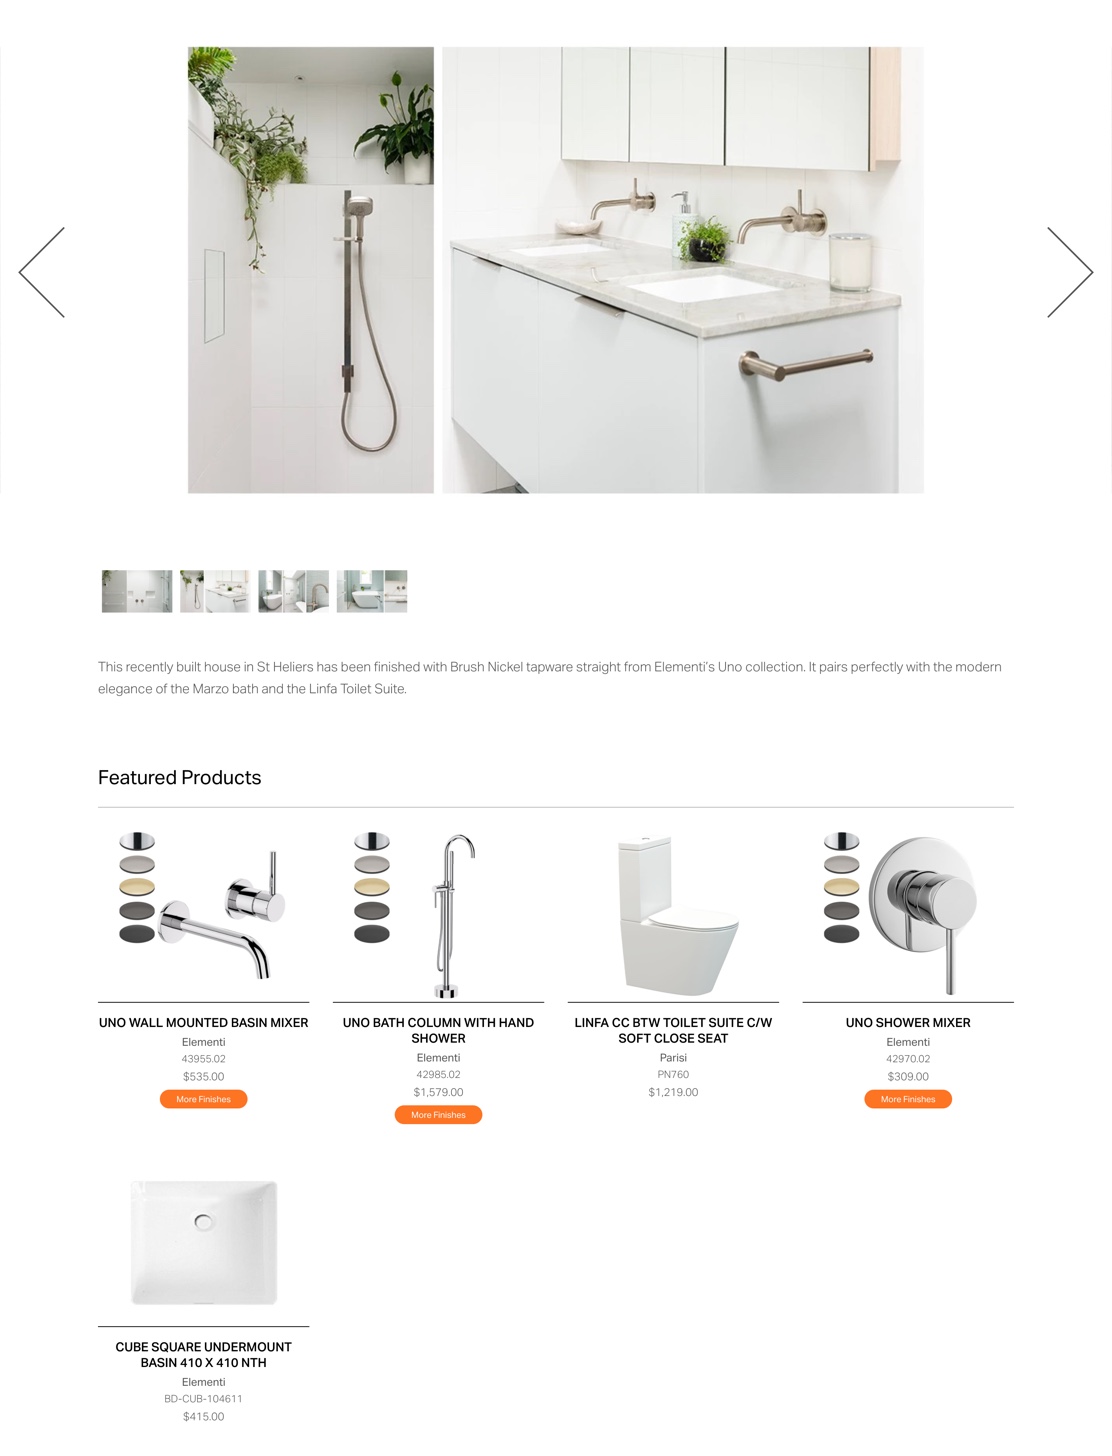 This recently built house in St Heliers has been finished with Brush Nickel tapware straight from Elementi's Uno collection. It pairs perfectly with the modern
elegance of the Marzo bath and the Linfa Toilet Suite.
Featured Products
UNO WALL MOUNTED BASIN MIXER
Elementi
43955.02
$535.00
More Finishes
UNO BATH COLUMN WITH HAND
SHOWER
Elementi
42985.02
$1,579.00
More Finishes
LINFA CC BTW TOILET SUITE C/W
SOFT CLOSE SEAT
Parisi
PN760
$1,219.00
UNO SHOWER MIXER
Elementi
42970.02
$309.00
More Finishes
CUBE SQUARE UNDERMOUNT
BASIN 410 X 410 NTH
Elementi
BD-CUB-104611
$415.00